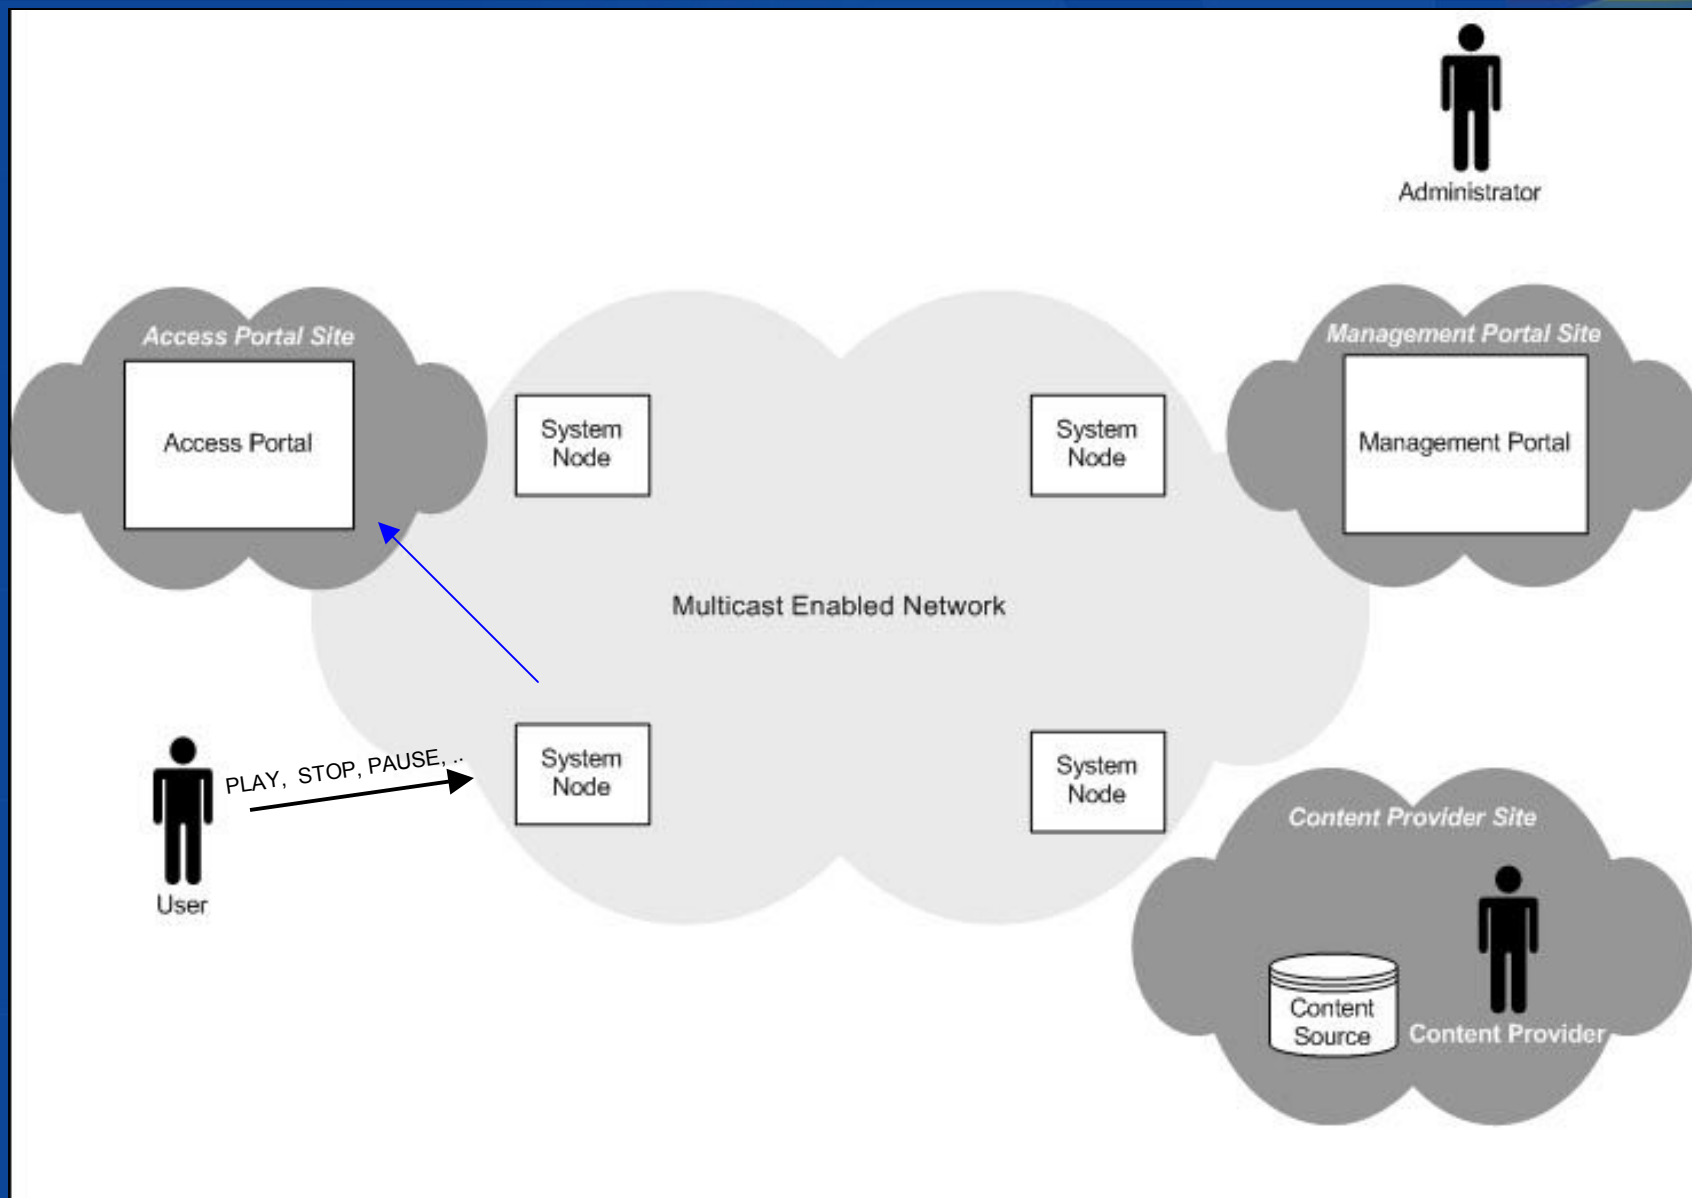 Administrator
Access Portal Site
Access Portal
System
Node
System
Node
Management Portal Site
Management Portal
Multicast Enabled Network
PLAY,  STOP, PAUSE, ..
User
System
Node
System
Node
Content Provider Site
Content
Source
Content Provider